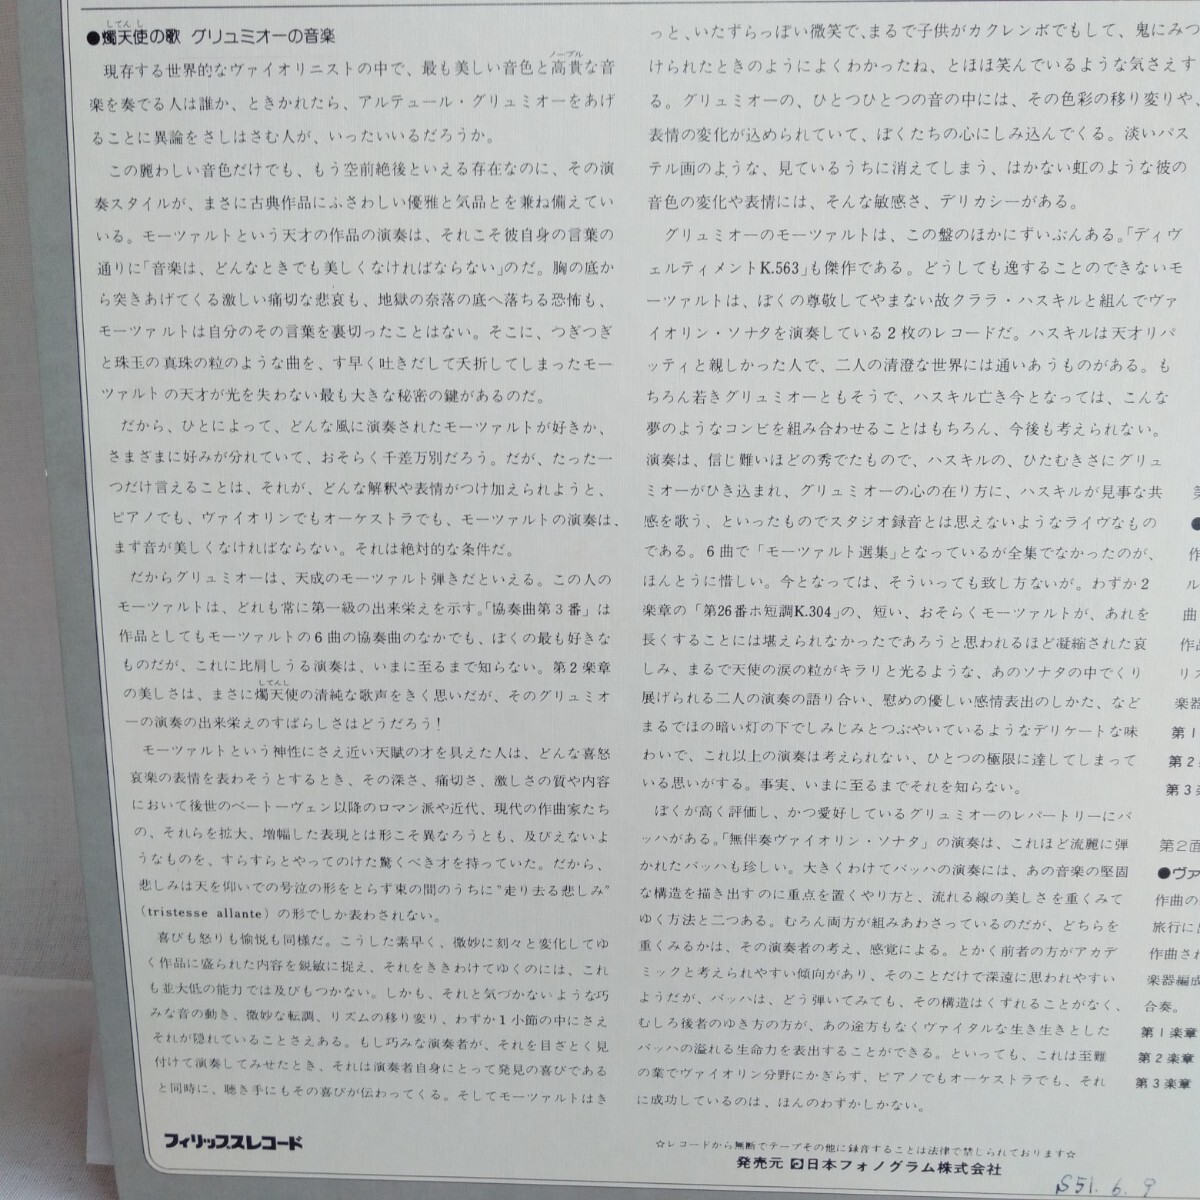 してんし
●燭天使の歌 グリュミオーの音楽
ノーブル
現存する世界的なヴァイオリニストの中で、最も美しい音色と高貴な音
楽を奏でる人は誰か、ときかれたら、アルテュール・グリュミオーをあげ
ることに異論をさしはさむ人が、いったいいるだろうか。
この麗わしい音色だけでも、もう空前絶後といえる存在なのに、その演
奏スタイルが、まさに古典作品にふさわしい優雅と気品とを兼ね備えてい
いる。モーツァルトという天才の作品の演奏は、それこそ彼自身の言葉の
通りに「音楽は、どんなときでも美しくなければならない」のだ。胸の底か
ら突きあげてくる激しい痛切な悲哀も、地獄の奈落の底へ落ちる恐怖も、
モーツァルトは自分のその言葉を裏切ったことはない。そこに、つぎつぎ
と珠玉の真珠の粒のような曲を、す早く吐きだして夭折してしまったモー
ツァルトの天才が光を失わない最も大きな秘密の鍵があるのだ。
だから、ひとによって、どんな風に演奏されたモーツァルトが好きか、
さまざまに好みが分れていて、おそらく千差万別だろう。だが、たった一
つだけ言えることは、それが、どんな解釈や表情がつけ加えられようと、
ピアノでも、ヴァイオリンでもオーケストラでも、モーツァルトの演奏は、
まず音が美しくなければならない。それは絶対的な条件だ。
だからグリュミオーは、天成のモーツァルト弾きだといえる。この人の
モーツァルトは、どれも常に第一級の出来栄えを示す。「協奏曲第3番」は
作品としてもモーツァルトの6曲の協奏曲のなかでも、ぼくの最も好きな
ものだが、これに比肩しうる演奏は、いまに至るまで知らない。第2楽章
してんし
の美しさは、まさに燭天使の清純な歌声をきく思いだが、そのグリュミオ
ーの演奏の出来栄えのすばらしさはどうだろう!
モーツァルトという神性にさえ近い天賦の才を具えた人は、どんな喜怒
哀楽の表情を表わそうとするとき、その深さ、痛切さ、激しさの質や内容
において後世のベートーヴェン以降のロマン派や近代、現代の作曲家たち
の、それらを拡大、増幅した表現とは形こそ異なろうとも、及びえないよ
うなものを、すらすらとやってのけた驚くべき才を持っていた。だから、
悲しみは天を仰いでの号泣の形をとらず束の間のうちに"走り去る悲しみ"
(tristesse allante)の形でしか表わされない。
喜びも怒りも愉悦も同様だ。こうした素早く、微妙に刻々と変化してゆ
く作品に盛られた内容を鋭敏に捉え、それをききわけてゆくのには、これ
も並大低の能力では及びもつかない。しかも、それと気づかないような巧
みな音の動き、微妙な転調、リズムの移り変り、わずか1小節の中にさえ
それが隠れていることさえある。もし巧みな演奏者が、それを目ざとく見
付けて演奏してみせたとき、それは演奏者自身にとって発見の喜びである
と同時に、聴き手にもその喜びが伝わってくる。そしてモーツァルトはき
っと、いたずらっぽい微笑で、まるで子供がカクレンボでもして、鬼にみつ
けられたときのようによくわかったね、とほほ笑んでいるような気さえす
る。グリュミオーの、ひとつひとつの音の中には、その色彩の移り変りや、
表情の変化が込められていて、ぼくたちの心にしみ込んでくる。淡いパス
テル画のような、見ているうちに消えてしまう、はかない虹のような彼の
音色の変化や表情には、そんな敏感さ、デリカシーがある。
グリュミオーのモーツァルトは、この盤のほかにずいぶんある。「ディヴ
ェルティメントK.563」も傑作である。どうしても逸することのできないモ
ーツァルトは、ぼくの尊敬してやまない故クララ・ハスキルと組んでヴァ
イオリン・ソナタを演奏している2枚のレコードだ。ハスキルは天才リパ
ッティと親しかった人で、二人の清澄な世界には通いあうものがある。も
ちろん若きグリュミオーともそうで、ハスキル亡き今となっては、こんな
夢のようなコンビを組み合わせることはもちろん、今後も考えられない。
演奏は、信じ難いほどの秀でたもので、ハスキルの、ひたむきさにグリュ
ミオーがひき込まれ、グリュミオーの心の在り方に、ハスキルが見事な共
感を歌う、といったものでスタジオ録音とは思えないようなライヴなもの
である。6曲で「モーツァルト選集」となっているが全集でなかったのが、
ほんとうに惜しい。今となっては、そういっても致し方ないが。わずか2
楽章の「第26番ホ短調K.304」の、短い、おそらくモーツァルトが、あれを
長くすることには堪えられなかったであろうと思われるほど凝縮された哀
しみ、まるで天使の涙の粒がキラリと光るような、あのソナタの中でくり
展げられる二人の演奏の語り合い、慰めの優しい感情表出のしかた、など
まるでほの暗い灯の下でしみじみとつぶやいているようなデリケートな味
わいで、これ以上の演奏は考えられない、ひとつの極限に達してしまって
いる思いがする。事実、いまに至るまでそれを知らない。
ぼくが高く評価し、かつ愛好しているグリュミオーのレパートリーにバ
ッハがある。「無伴奏ヴァイオリン・ソナタ」の演奏は、これほど流麗に弾
かれたバッハも珍しい。大きくわけてバッハの演奏には、あの音楽の堅固
な構造を描き出すのに重点を置くやり方と、流れる線の美しさを重くみて
ゆく方法と二つある。むろん両方が組みあわさっているのだが、どちらを
重くみるかは、その演奏者の考え、感覚による。とかく前者の方がアカデ
ミックと考えられやすい傾向があり、そのことだけで深遠に思われやすい
ようだが、バッハは、どう弾いてみても、その構造はくずれることがなく、
むしろ後者のゆき方の方が、あの途方もなくヴァイタルな生き生きとした
バッハの溢れる生命力を表出することができる。といっても、これは至難
の葉でヴァイオリン分野にかぎらず、ピアノでもオーケストラでも、それ
に成功しているのは、ほんのわずかしかない。
第
●
作
ル
曲
作品
リズ
楽器
第1
第2楽
第3楽
第2面
●ヴァ
作曲の
旅行に出
作曲され
楽器編成
合奏。
第1楽章
第2楽章
第3楽章
フィリップスレコード
☆レコードから無断でテープその他に録音することは法律で禁じられております☆
発売元 日本フォノグラム株式会社
S51.6.9